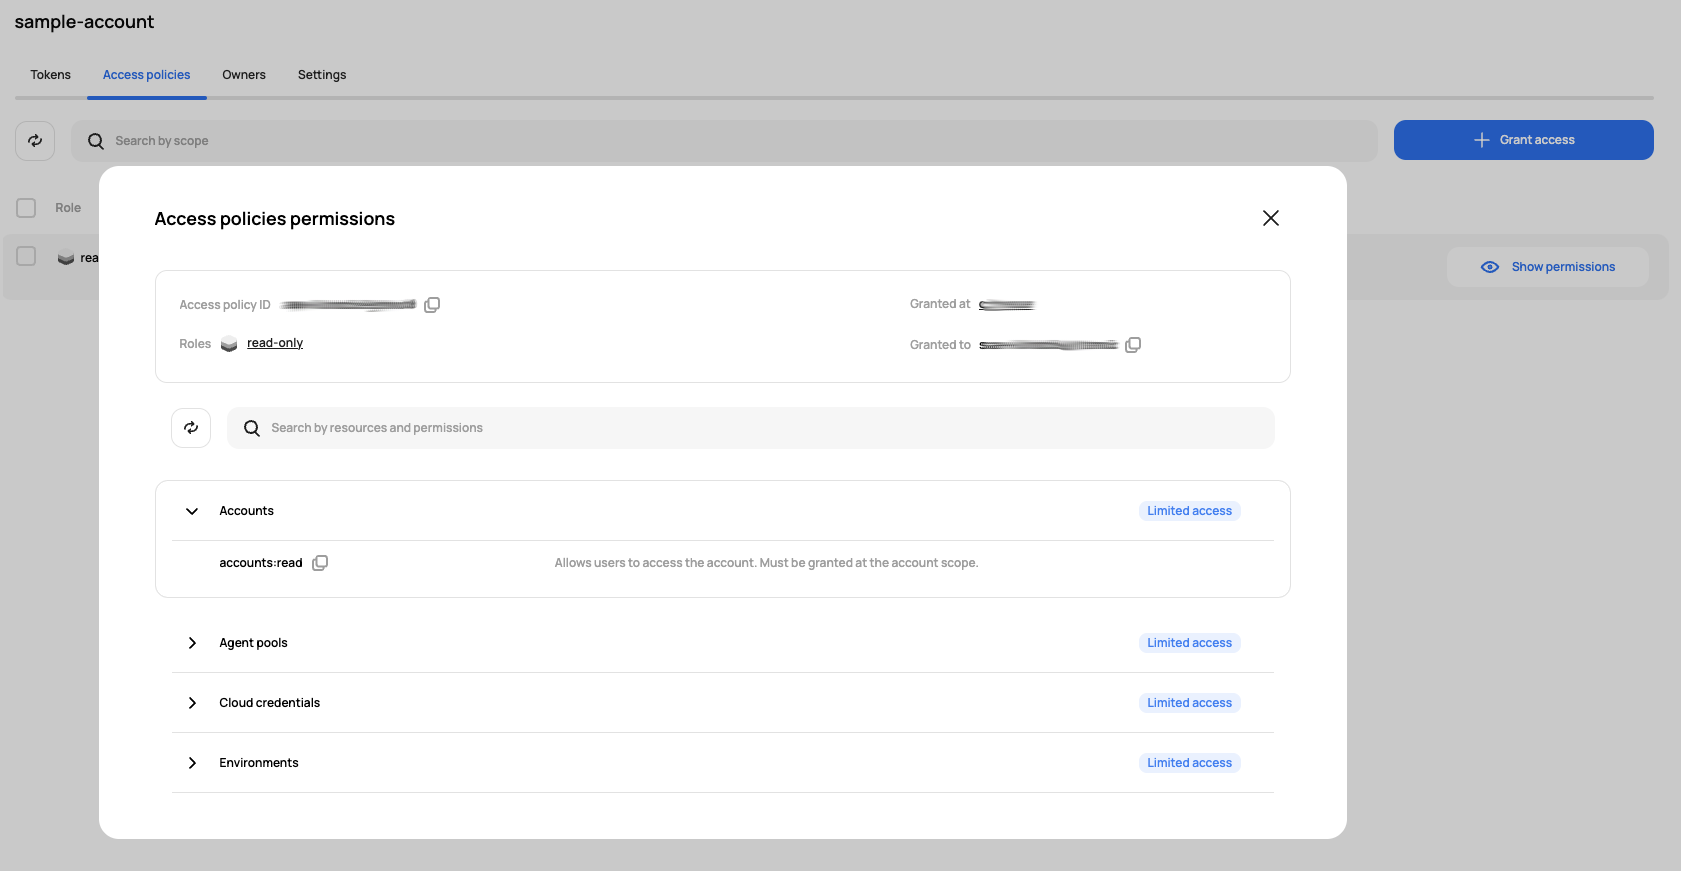 sample-account
Tokens Access policies Owners Settings
Search by scope
Grant access
Role
rea
Show permissions
Access policies permissions
Access policy ID
Granted at
Roles read-only
Granted to
Search by resources and permissions
Accounts Limited access
accounts:read Allows users to access the account. Must be granted at the account scope.
Agent pools Limited access
Cloud credentials Limited access
Environments Limited access